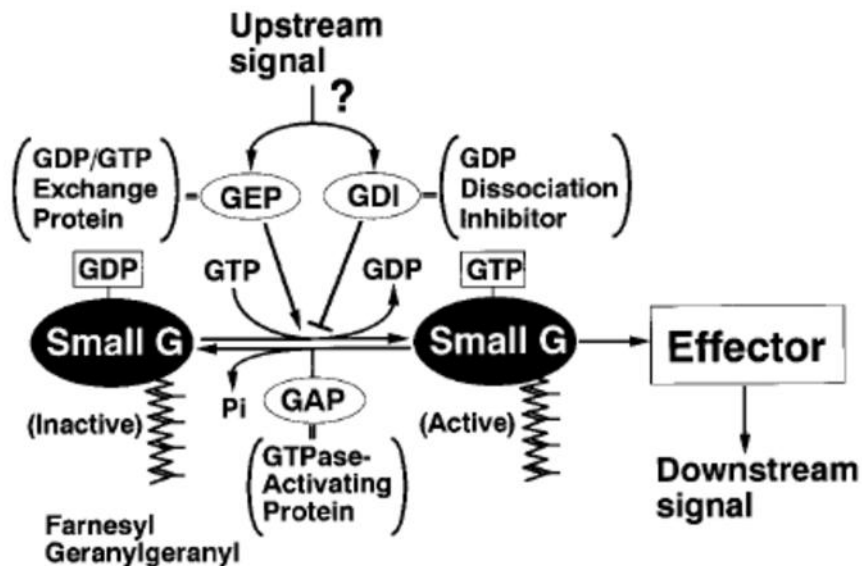 Upstream
signal
?
GDP/GTP
Exchange
Protein
GEP
GDI
GDP
Dissociation
Inhibitor
GDP
GTP
GDP
GTP
Small G
Small G
Effector
(Inactive)
Pi
GAP
(Active)
GTPase-
Activating
Protein
Downstream
signal
Farnesyl
Geranylgeranyl